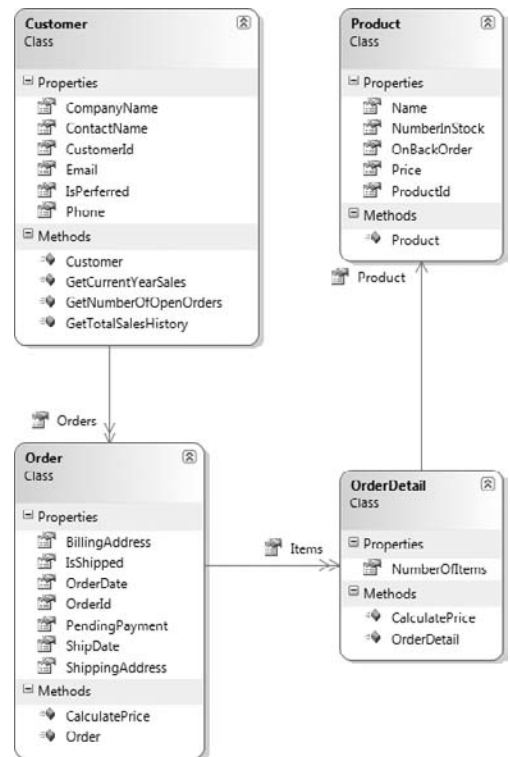 Customer
Class
Properties
CompanyName
ContactName
CustomerId
Email
IsPerferred
Phone
Methods
Customer
GetCurrentYearSales
GetNumberOfOpenOrders
GetTotalSalesHistory
Product
Class
Properties
Name
NumberInStock
OnBackOrder
Price
ProductId
Methods
Product
Product
Orders
Order
Class
Properties
BillingAddress
IsShipped
OrderDate
OrderId
PendingPayment
ShipDate
ShippingAddress
Methods
CalculatePrice
Order
Items
OrderDetail
Class
Properties
NumberOfItems
Methods
CalculatePrice
OrderDetail